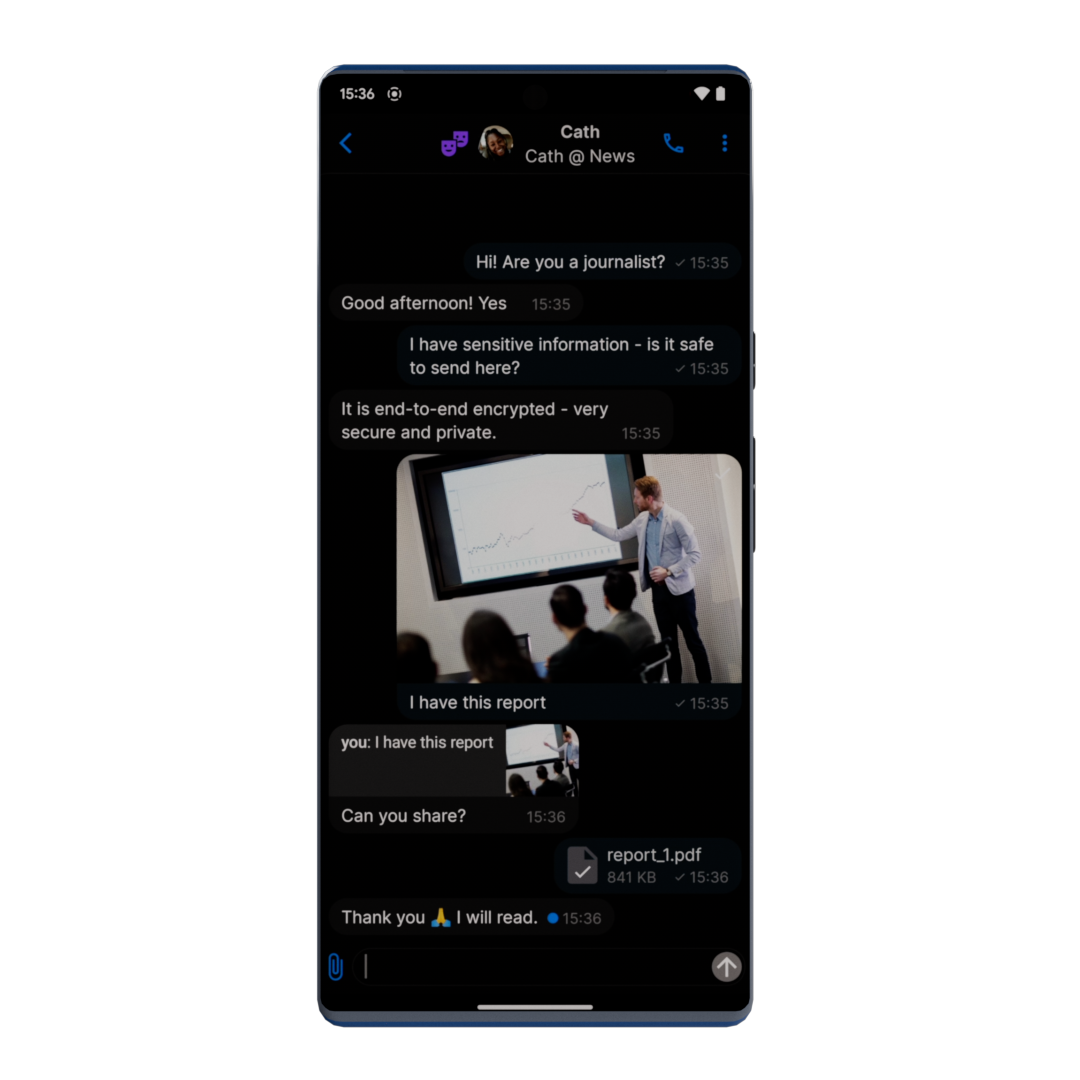 15:36
Cath
Cath @ News
Hi! Are you a journalist? 15:35
Good afternoon! Yes 15:35
I have sensitive information - is it safe
to send here? 15:35
It is end-to-end encrypted - very
secure and private. 15:35
I have this report 15:35
you: I have this report
Can you share? 15:36
report_1.pdf
841 KB 15:36
Thank you 🙏 I will read. 15:36